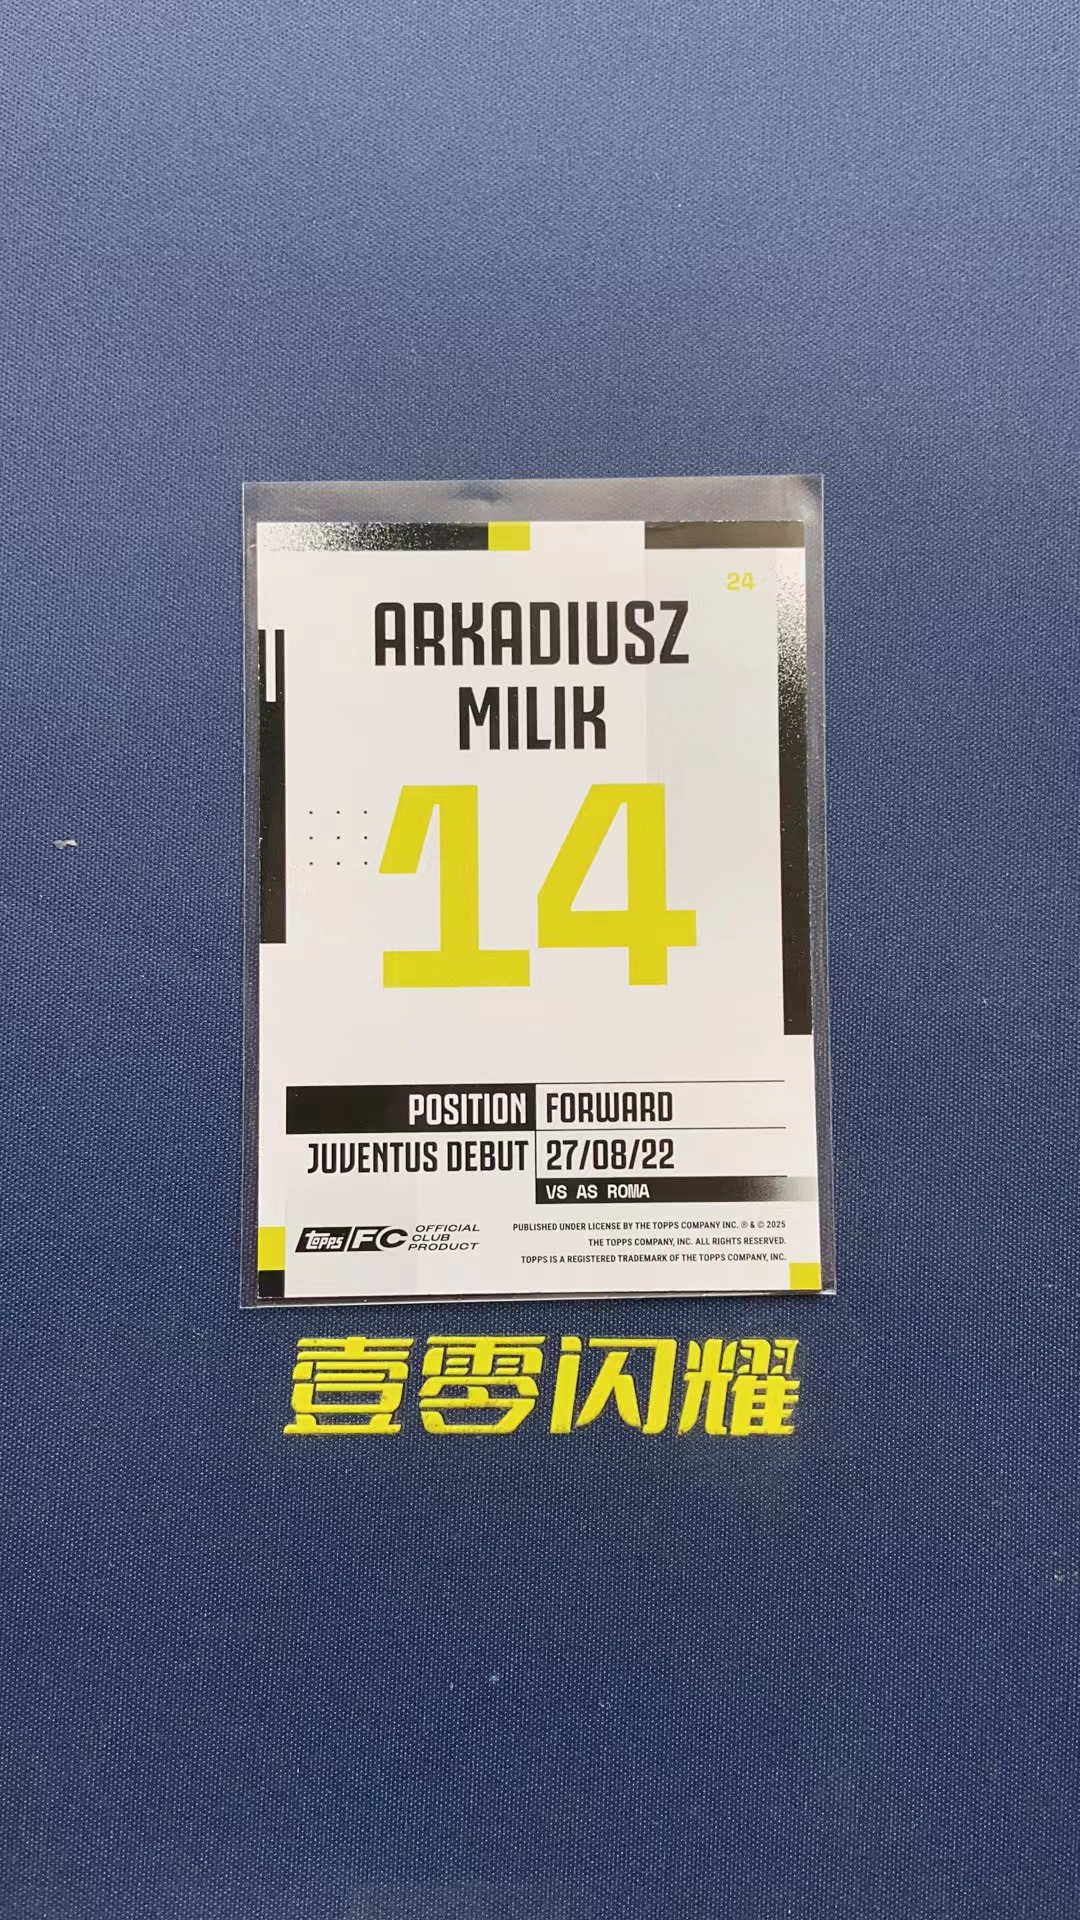 24
ARKADIUSZ
MILIK
14
POSITION FORWARD
JUVENTUS DEBUT 27/08/22
VS AS ROMA
Topps FC OFFICIAL
CLUB
PRODUCT
PUBLISHED UNDER LICENSE BY THE TOPPS COMPANY INC. ® & © 2025
THE TOPPS COMPANY, INC. ALL RIGHTS RESERVED.
TOPPS IS A REGISTERED TRADEMARK OF THE TOPPS COMPANY, INC.
壹零闪耀